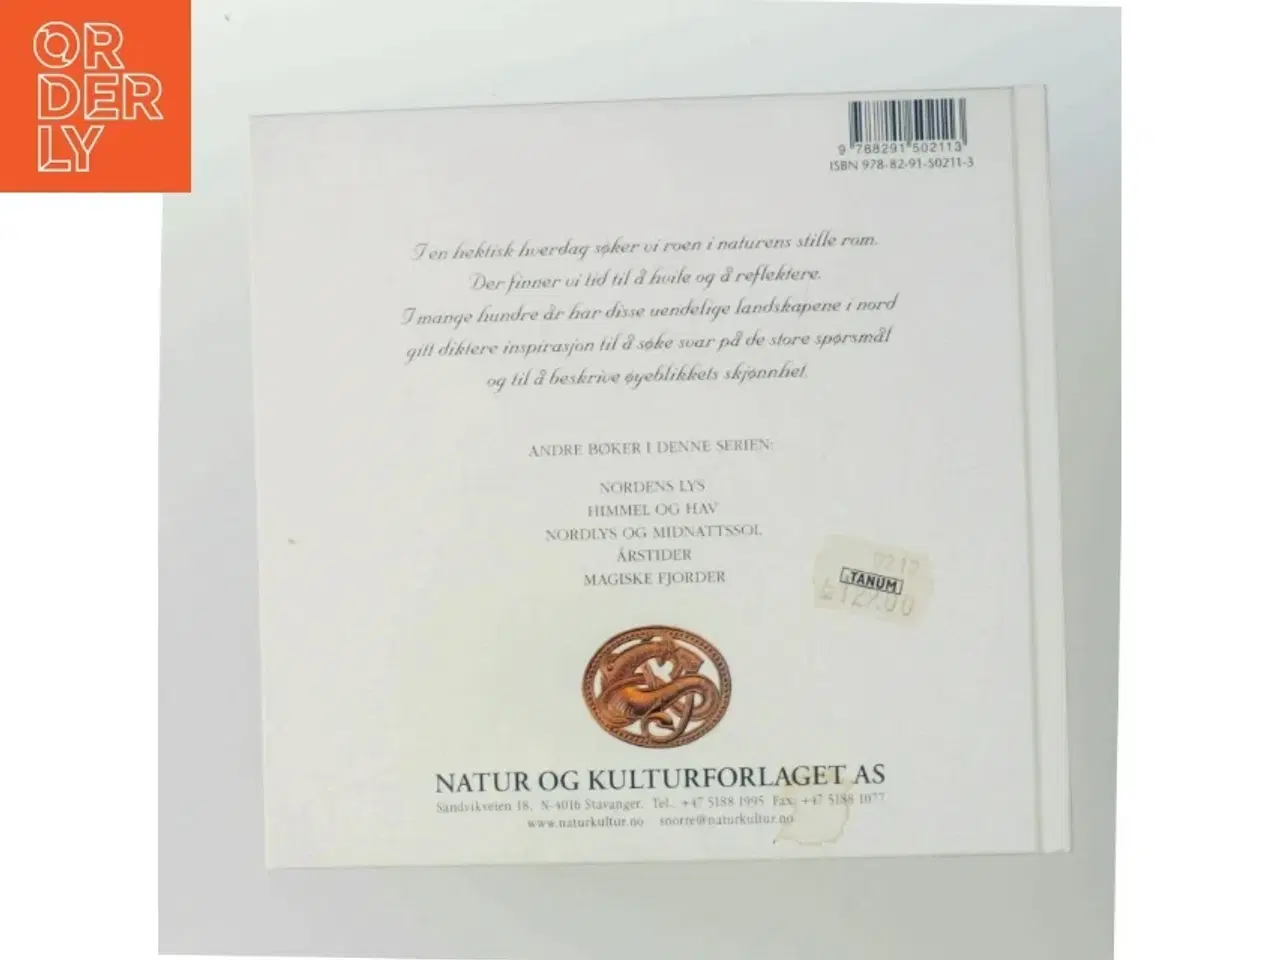 ORDERLY
9 788291 502113
ISBN 978-82-91-50211-3
I en hektisk hverdag søker vi roen i naturens stille rom.
Der finner vi tid til å hvile og å reflektere.
I mange hundre år har disse uendelige landskapene i nord
gitt diktere inspirasjon til å søke svar på de store spørsmål
og til å beskrive øyeblikkets skjønnhet.
ANDRE BØKER I DENNE SERIEN:
NORDENS LYS
HIMMEL OG HAV
NORDLYS OG MIDNATTSSOL
ÅRSTIDER
MAGISKE FJORDER
TANUM
NATUR OG KULTURFORLAGET AS
Sandvikveien 18, N-4016 Stavanger. Tel. +47 5188 1995 Fax: +47 5188 1077
www.naturkultur.no snorre@naturkultur.no